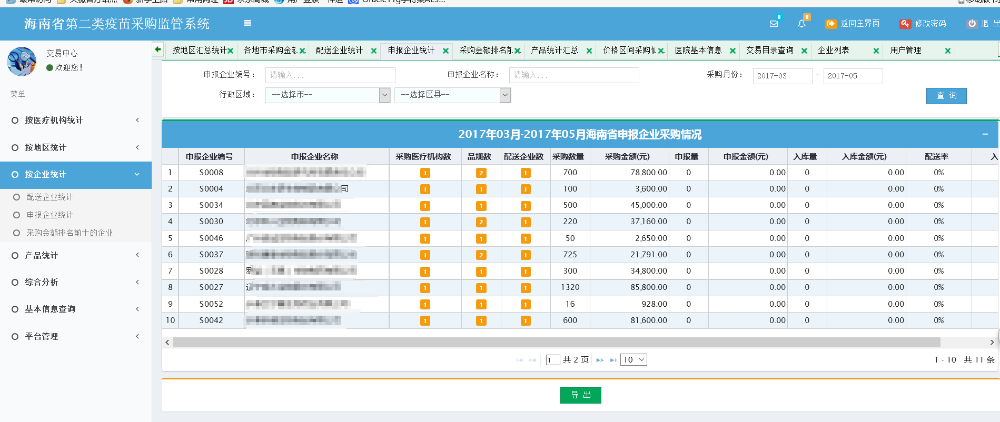 海南省第二类疫苗采购监管系统
0
0
返回主界面
修改密码
退 出
交易中心
欢迎您!
菜单
按医疗机构统计
按地区统计
按企业统计
配送企业统计
申报企业统计
采购金额排名前十的企业
产品统计
综合分析
基本信息查询
平台管理
按地区汇总统计 各地市采购金 配送企业统计 申报企业统计 采购金额排名 产品统计汇总 价格区间采购 医院基本信息 交易目录查询 企业列表 用户管理
申报企业编号: 请输入... 申报企业名称: 请输入... 采购月份: 2017-03 - 2017-05
行政区域: --选择市-- --选择区县--
查 询
2017年03月-2017年05月海南省申报企业采购情况
申报企业编号 申报企业名称 采购医疗机构数 品规数 配送企业数 采购数量 采购金额(元) 申报量 申报金额(元) 入库量 入库金额(元) 配送率 入
1 S0008 1 2 1 700 78,800.00 0 0.00 0 0.00 0%
2 S0004 司 1 1 1 100 3,600.00 0 0.00 0 0.00 0%
3 S0034 1 1 1 500 45,000.00 0 0.00 0 0.00 0%
4 S0030 1 2 1 220 37,160.00 0 0.00 0 0.00 0%
5 S0046 1 1 1 50 2,650.00 0 0.00 0 0.00 0%
6 S0037 1 2 1 725 21,791.00 0 0.00 0 0.00 0%
7 S0028 1 1 1 300 34,800.00 0 0.00 0 0.00 0%
8 S0027 1 1 1 1320 85,800.00 0 0.00 0 0.00 0%
9 S0052 1 1 1 16 928.00 0 0.00 0 0.00 0%
10 S0042 1 1 1 600 81,600.00 0 0.00 0 0.00 0%
1 共 2 页 10
1 - 10 共 11 条
导 出